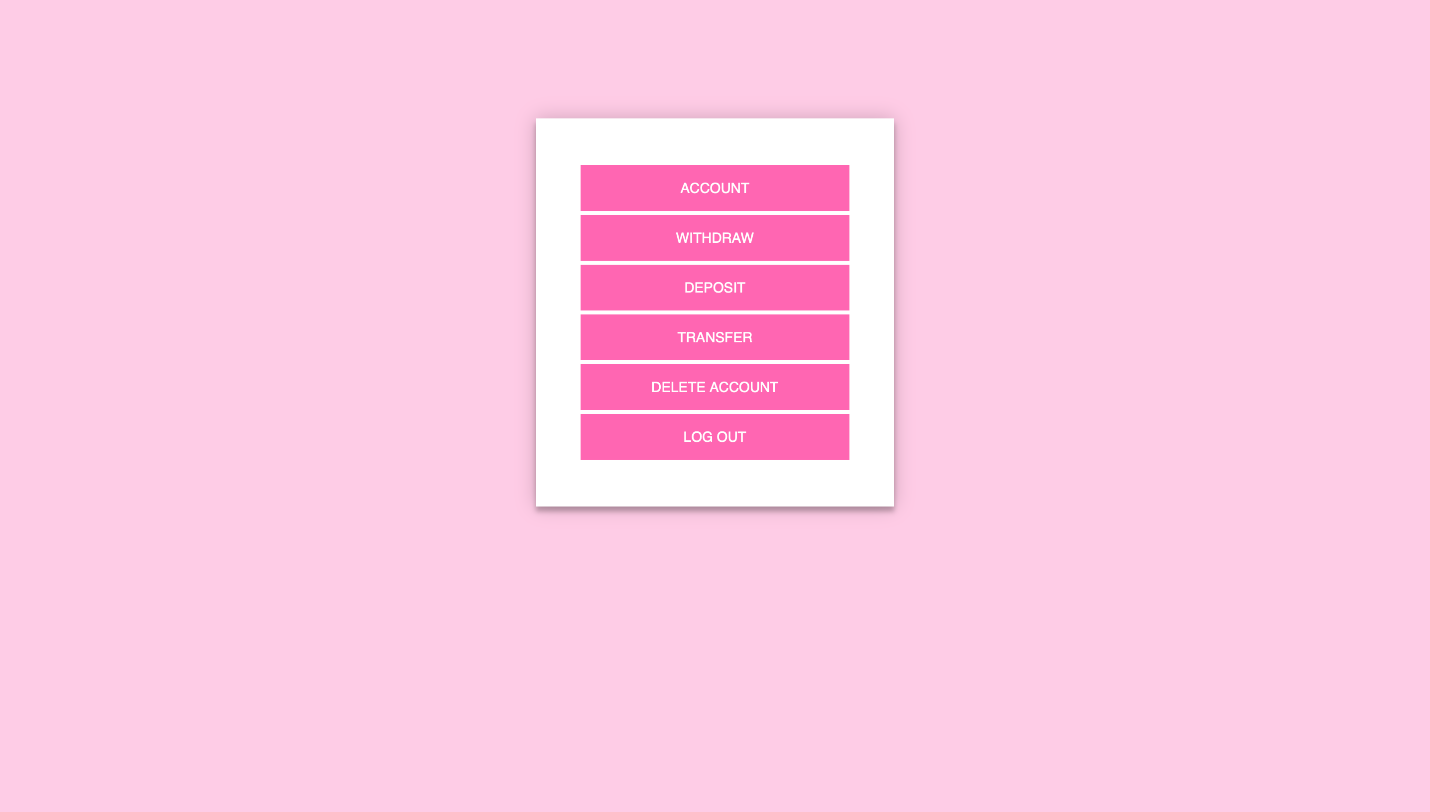 ACCOUNT
WITHDRAW
DEPOSIT
TRANSFER
DELETE ACCOUNT
LOG OUT